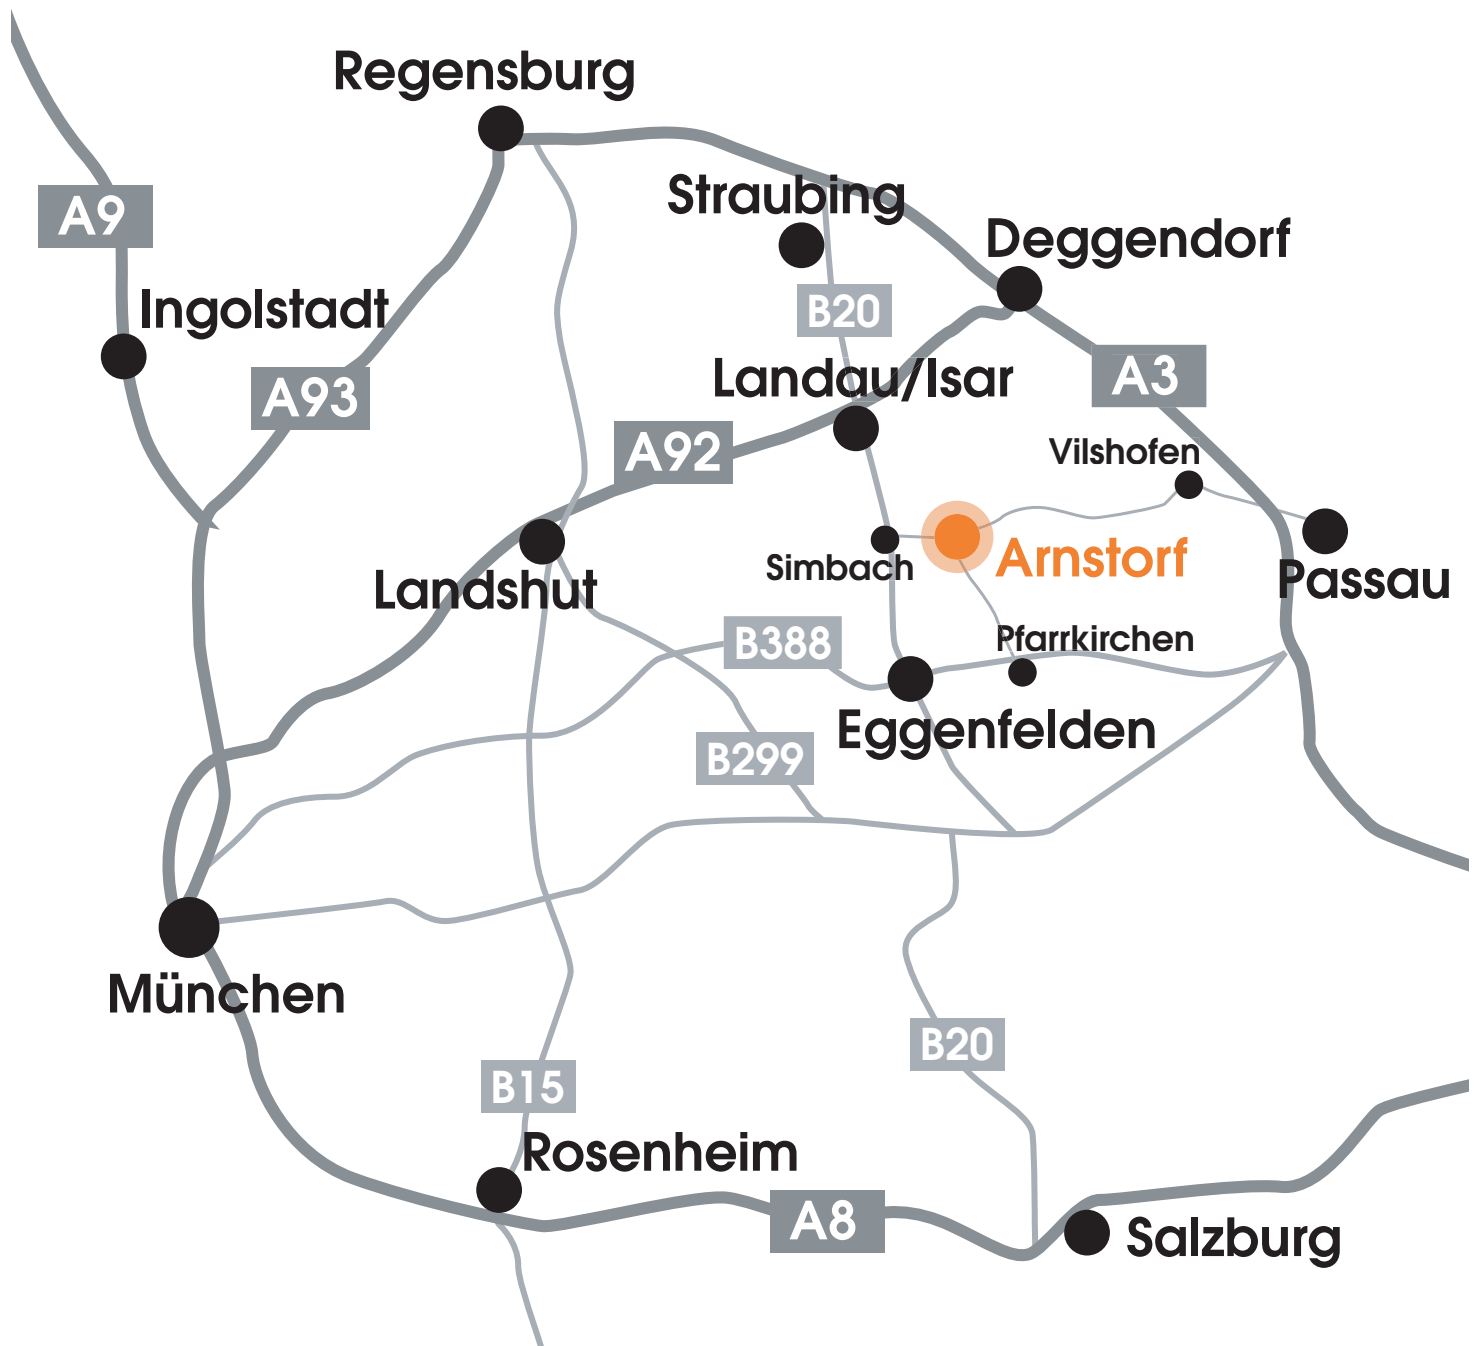 Regensburg
Straubing
A9
Deggendorf
Ingolstadt
B20
A3
Landau/Isar
A93
A92
Vilshofen
Arnstorf
Simbach
Passau
Landshut
B388
Pfarrkirchen
Eggenfelden
B299
München
B20
B15
Rosenheim
A8
Salzburg